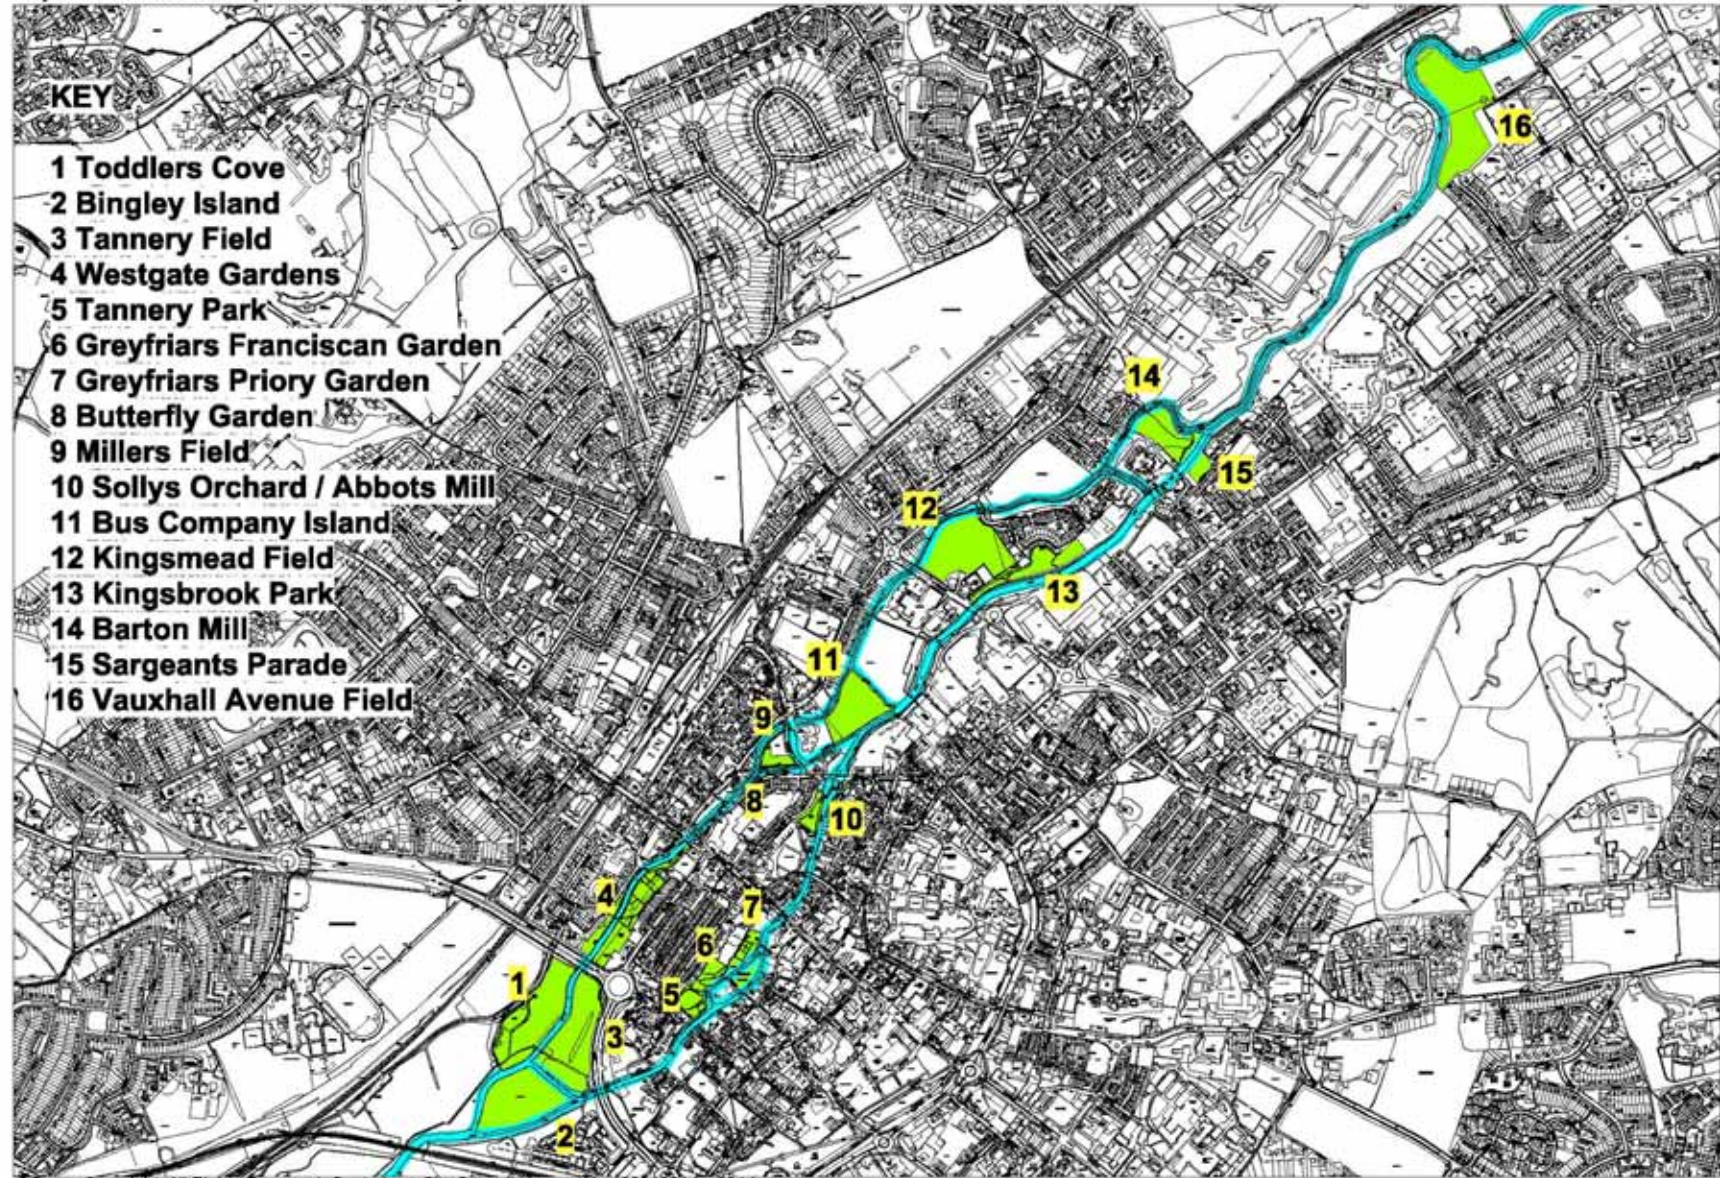 KEY
1 Toddlers Cove
2 Bingley Island
3 Tannery Field
4 Westgate Gardens
5 Tannery Park
6 Greyfriars Franciscan Garden
7 Greyfriars Priory Garden
8 Butterfly Garden
9 Millers Field
10 Sollys Orchard / Abbots Mill
11 Bus Company Island
12 Kingsmead Field
13 Kingsbrook Park
14 Barton Mill
15 Sargeants Parade
16 Vauxhall Avenue Field
16
14
15
12
13
11
9
8
10
4
7
6
5
1
3
2